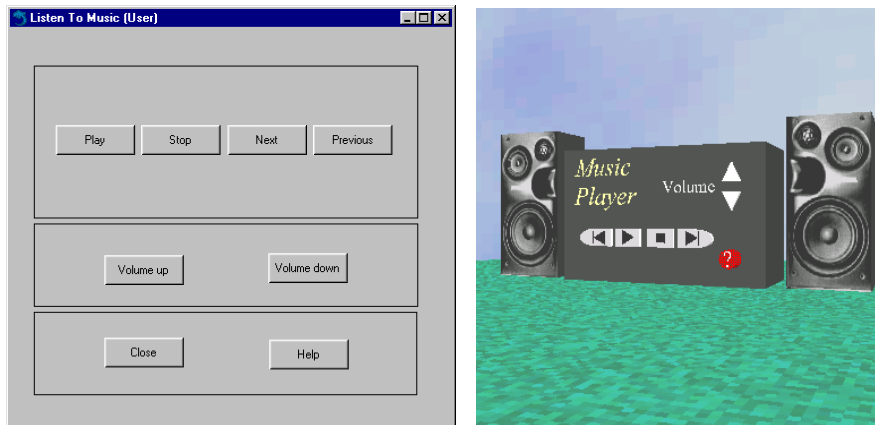 Listen To Music (User)
Play Stop Next Previous
Volume up Volume down
Close Help
Music
Player
Volume
?